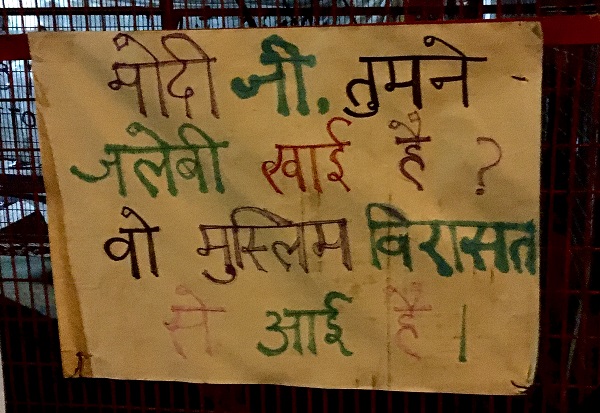 मोदी जी. तुमने
जलेबी खाई है ?
वो मुस्लिम विरासत
से आई है।